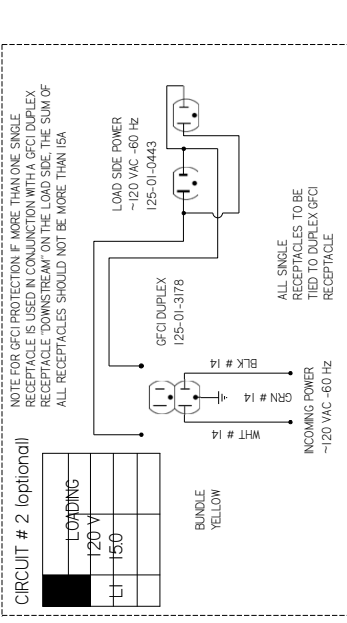 CIRCUIT # 2 (optional)
NOTE FOR GFCI PROTECTION: IF MORE THAN ONE SINGLE
RECEPTACLE IS USED IN CONJUNCTION WITH A GFCI DUPLEX
RECEPTACLE "DOWNSTREAM" ON THE LOAD SIDE, THE SUM OF
ALL RECEPTACLES SHOULD NOT BE MORE THAN 15A
LOADING
120 V
L1 15.0
LOAD SIDE POWER
~120 VAC -60 Hz
125-01-0443
GFCI DUPLEX
125-01-3178
BUNDLE
YELLOW
WHT # 14
GRN # 14
BLK # 14
INCOMING POWER
~120 VAC -60 Hz
ALL SINGLE
RECEPTACLES TO BE
TIED TO DUPLEX GFCI
RECEPTACLE